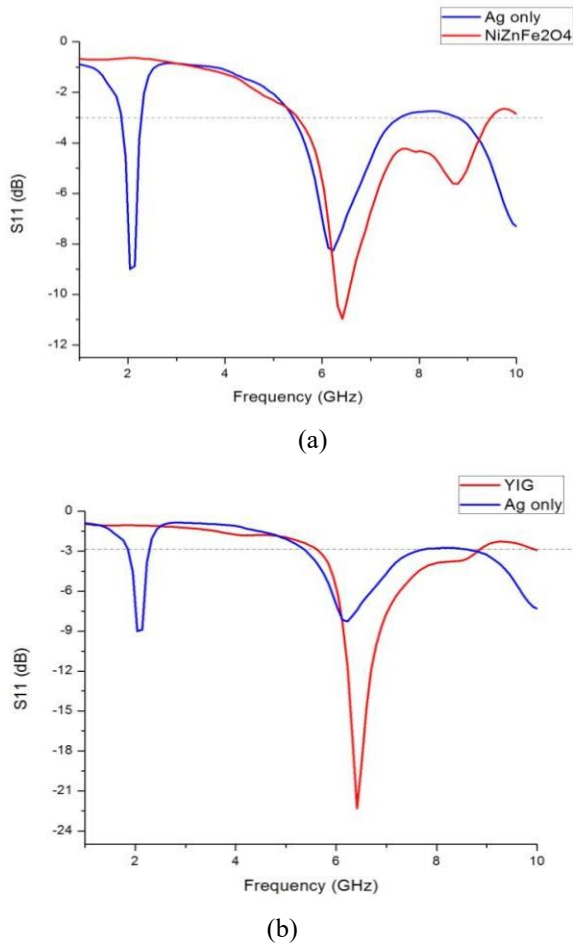 Ag only
NiZnFe2O4
0
-2
-4
-6
-8
-10
-12
S11 (dB)
2
4
6
8
10
Frequency (GHz)
(a)
YIG
Ag only
0
-3
-6
-9
-12
-15
-18
-21
-24
S11 (dB)
2
4
6
8
10
Frequency (GHz)
(b)